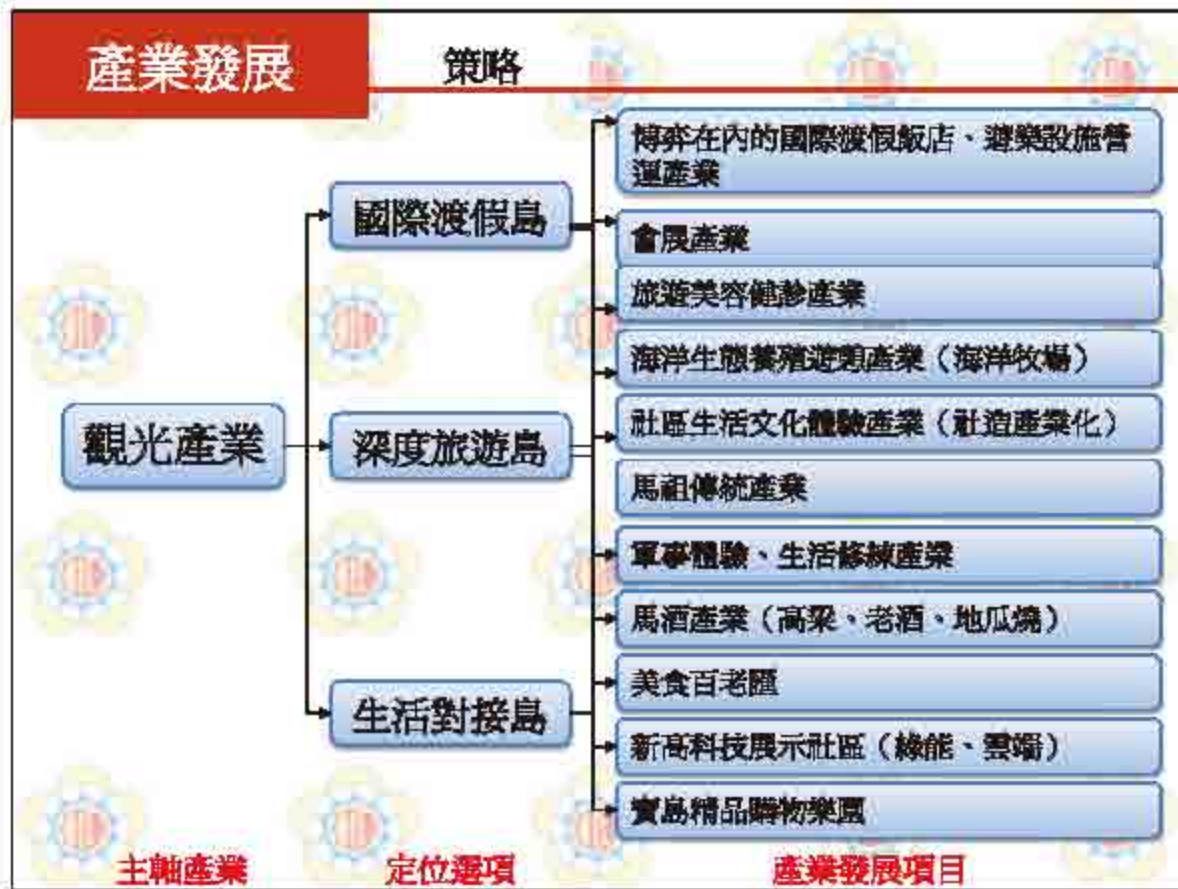 產業發展
策略
觀光產業
國際渡假島
深度旅遊島
生活對接島
博弈在內的國際渡假飯店、遊樂設施營
運產業
會展產業
旅遊美容健診產業
海洋生態養殖遊憩產業（海洋牧場）
社區生活文化體驗產業（社造產業化）
馬祖傳統產業
軍事體驗、生活修練產業
馬酒產業（高粱、老酒、地瓜燒）
美食百老匯
新高科技展示社區（綠能、雲端）
寶島精品購物樂園
主軸產業
定位選項
產業發展項目